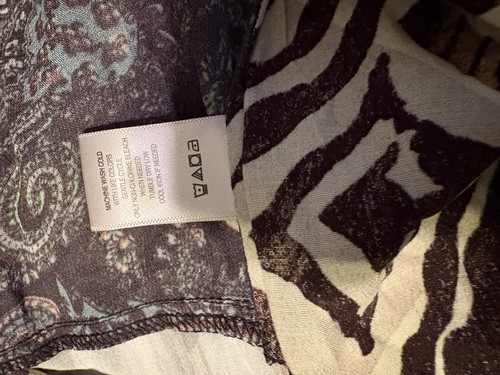 MACHINE WASH COLD
WITH LIKE COLORS
GENTLE CYCLE
ONLY NON-CHLORINE BLEACH
WHEN NEEDED
TUMBLE DRY LOW
COOL IRON IF NEEDED